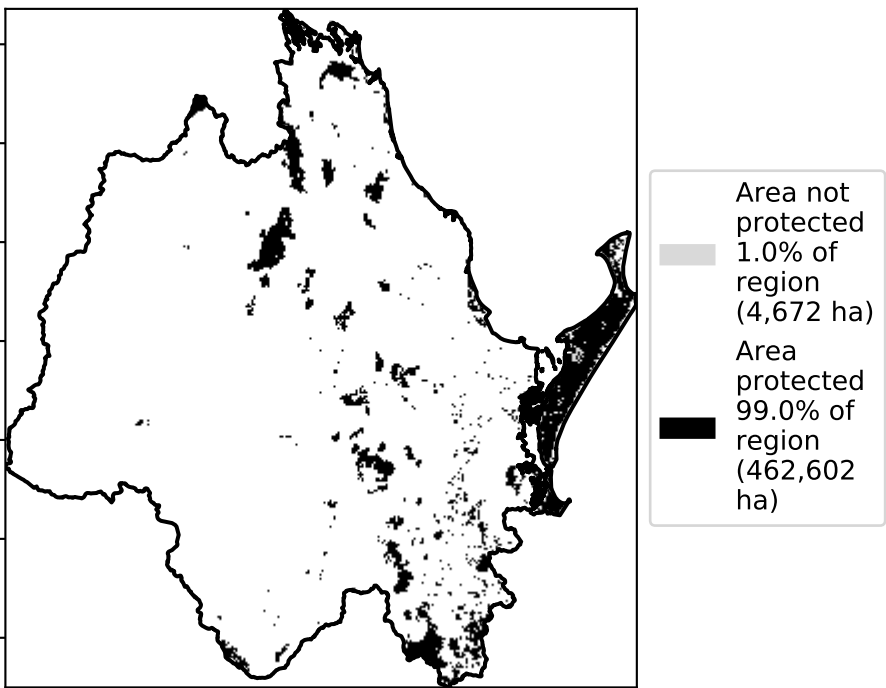 Area not
protected
1.0% of
region
(4,672 ha)
Area
protected
99.0% of
region
(462,602
ha)